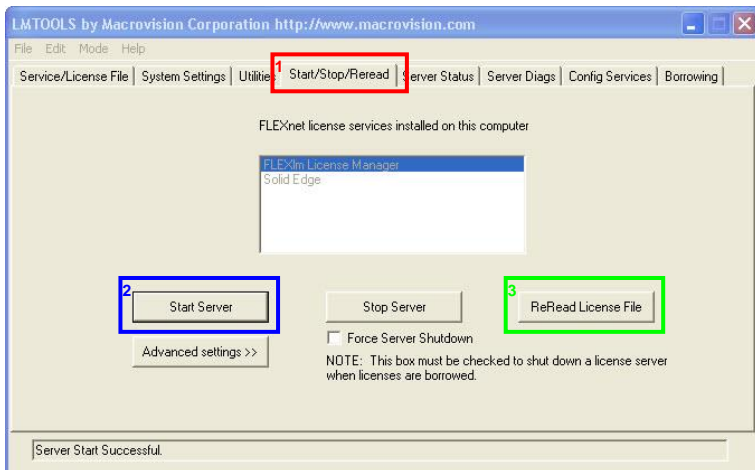 LMTOOLS by Macrovision Corporation http://www.macrovision.com
File Edit Mode Help
Service/License File System Settings Utilities 1 Start/Stop/Reread Server Status Server Diags Config Services Borrowing
FLEXnet license services installed on this computer
FLEXlm License Manager
Solid Edge
2 Start Server Stop Server 3 ReRead License File
Force Server Shutdown
Advanced settings >>
NOTE: This box must be checked to shut down a license server
when licenses are borrowed.
Server Start Successful.